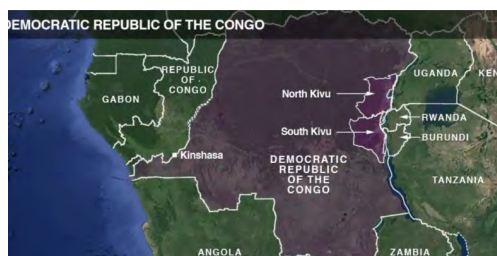 DEMOCRATIC REPUBLIC OF THE CONGO
REPUBLIC
OF
CONGO
GABON
Kinshasa
North Kivu
South Kivu
DEMOCRATIC
REPUBLIC
OF THE
CONGO
UGANDA
KEN
RWANDA
BURUNDI
TANZANIA
ANGOLA
ZAMBIA